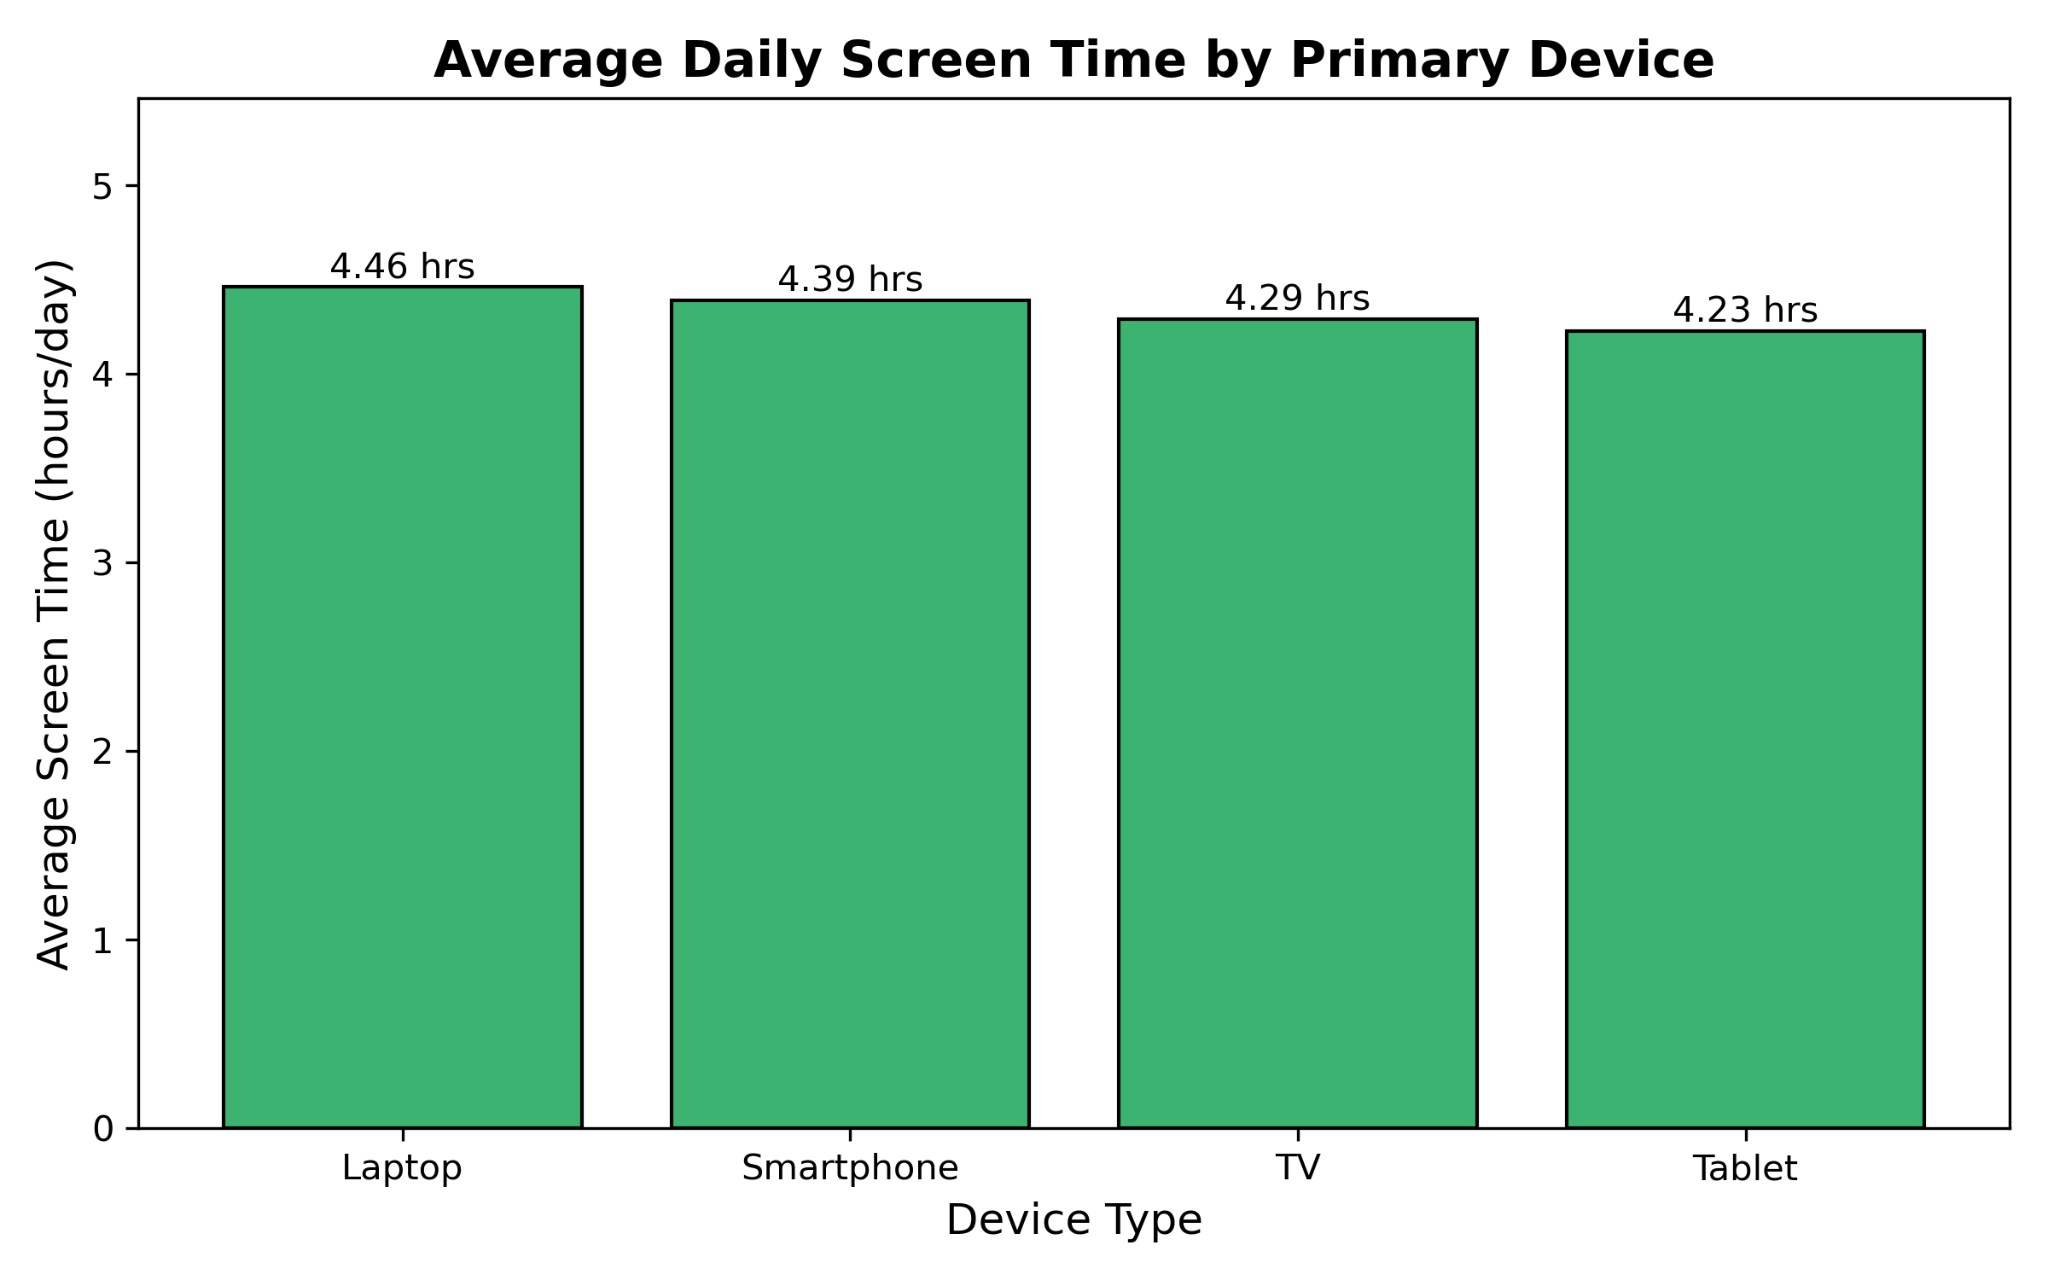 Average Daily Screen Time by Primary Device
Average Screen Time (hours/day)
5
4
3
2
1
0
4.46 hrs
4.39 hrs
4.29 hrs
4.23 hrs
Laptop
Smartphone
TV
Tablet
Device Type